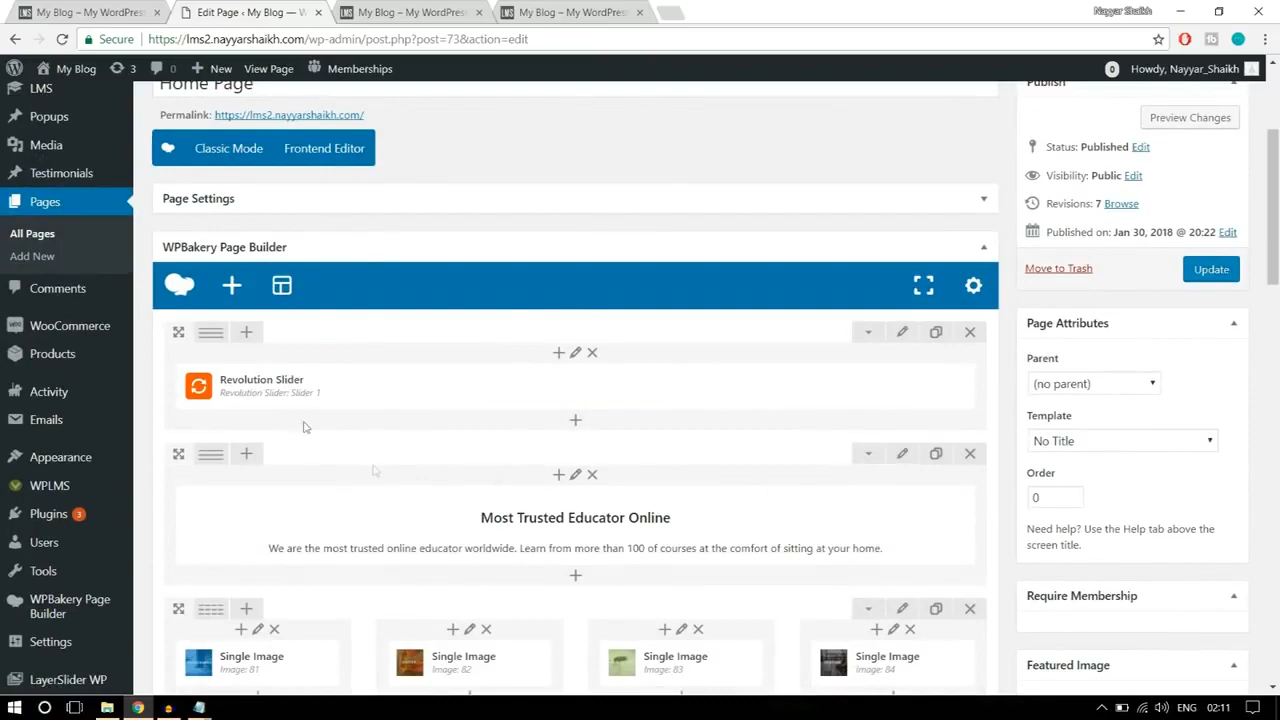 My Blog – My WordPress
Edit Page ‹ My Blog —
My Blog – My WordPress
My Blog – My WordPress
Nayyar Shaikh
Secure
https://lms2.nayyarshaikh.com/wp-admin/post.php?post=73&action=edit
My Blog
3
0
New
View Page
Memberships
0
Howdy, Nayyar_Shaikh
LMS
Popups
Media
Testimonials
Pages
All Pages
Add New
Comments
WooCommerce
Products
Activity
Emails
Appearance
WPLMS
Plugins 3
Users
Tools
WPBakery Page
Builder
Settings
LayerSlider WP
Home Page
Permalink: https://lms2.nayyarshaikh.com/
Classic Mode
Frontend Editor
Page Settings
WPBakery Page Builder
Revolution Slider
Revolution Slider: Slider 1
Most Trusted Educator Online
We are the most trusted online educator worldwide. Learn from more than 100 of courses at the comfort of sitting at your home.
Single Image
Image: 81
Single Image
Image: 82
Single Image
Image: 83
Single Image
Image: 84
Publish
Preview Changes
Status: Published Edit
Visibility: Public Edit
Revisions: 7 Browse
Published on: Jan 30, 2018 @ 20:22 Edit
Move to Trash
Update
Page Attributes
Parent
(no parent)
Template
No Title
Order
0
Need help? Use the Help tab above the
screen title.
Require Membership
Featured Image
ENG
02:11